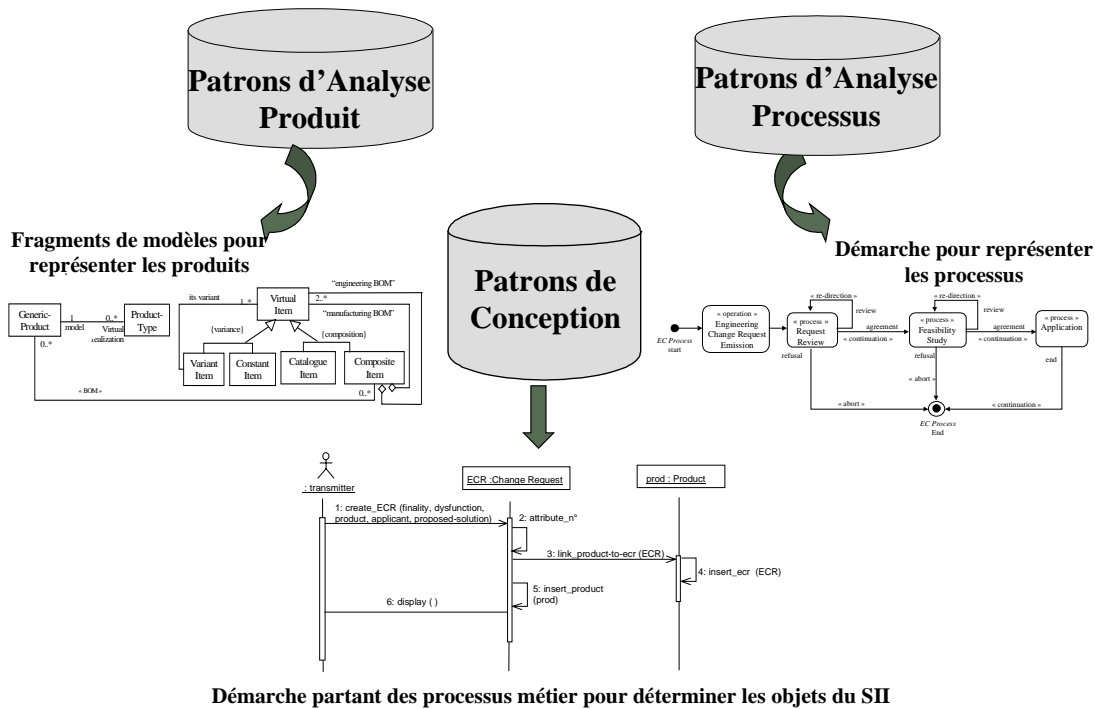 Patrons d'Analyse
Produit
Patrons d'Analyse
Processus
Patrons de
Conception
Fragments de modèles pour
représenter les produits
Démarche pour représenter
les processus
Generic-
Product
1
model
0..*
Virtual
realization
Product-
Type
0..*
its variant
1..*
Virtual
Item
2..*
"engineering BOM"
"manufacturing BOM"
{variance}
{composition}
Variant
Item
Constant
Item
Catalogue
Item
Composite
Item
« BOM »
0..*
EC Process
start
« operation »
Engineering
Change Request
Emission
« re-direction »
review
« process »
Request
Review
agreement
« continuation »
refusal
« re-direction »
review
« process »
Feasibility
Study
agreement
« continuation »
refusal
« process »
Application
end
« abort »
« abort »
« continuation »
EC Process
End
: transmitter
ECR :Change Request
prod : Product
1: create_ECR (finality, dysfunction,
product, applicant, proposed-solution)
2: attribute_n°
3: link_product-to-ecr (ECR)
4: insert_ecr (ECR)
5: insert_product
(prod)
6: display ( )
Démarche partant des processus métier pour déterminer les objets du SII